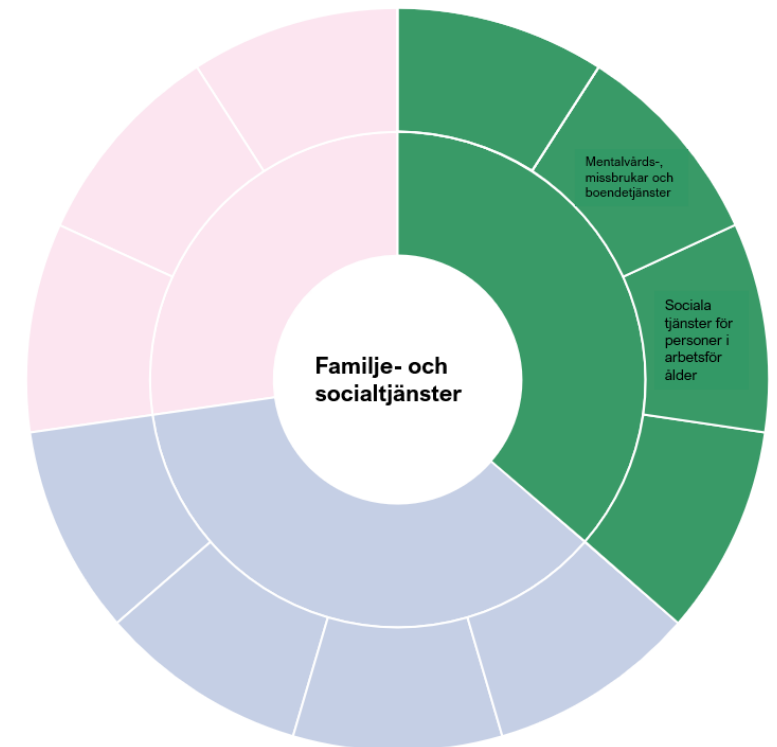 Mentalvårds-,
missbrukar och
boendetjänster
Sociala
tjänster för
personer i
arbetsför
ålder
Familje- och
socialtjänster